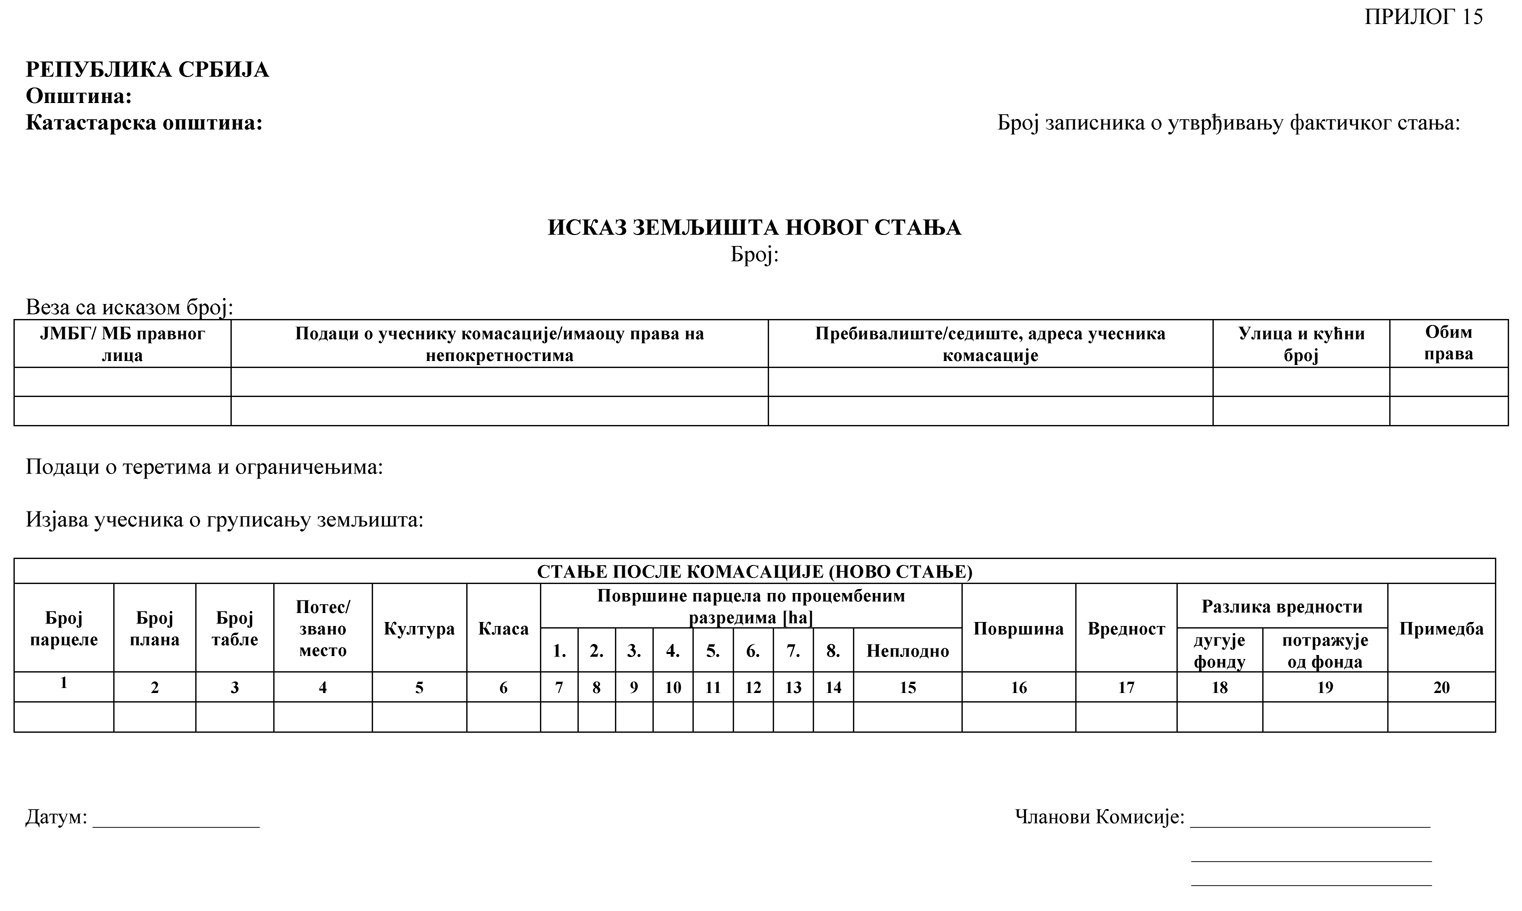 ПРИЛОГ 15
РЕПУБЛИКА СРБИЈА
Општина:
Катастарска општина:
Број записника о утврђивању фактичког стања:
ИСКАЗ ЗЕМЉИШТА НОВОГ СТАЊА
Број:
Веза са исказом број:
ЈМБГ/ МБ правног
лица
Подаци о учеснику комасације/имаоцу права на
непокретностима
Пребивалиште/седиште, адреса учесника
комасације
Улица и кућни
број
Обим
права
Подаци о теретима и ограничењима:
Изјава учесника о груписању земљишта:
СТАЊЕ ПОСЛЕ КОМАСАЦИЈЕ (НОВО СТАЊЕ)
Број
парцеле
Број
плана
Број
табле
Потес/
звано
место
Култура
Класа
Површине парцела по процембеним
разредима [ha]
1. 2. 3. 4. 5. 6. 7. 8. Неплодно
Површина
Вредност
Разлика вредности
дугује
фонду
потражује
од фонда
Примедба
1 2 3 4 5 6 7 8 9 10 11 12 13 14 15 16 17 18 19 20
Датум: ________________
Чланови Комисије: _______________________